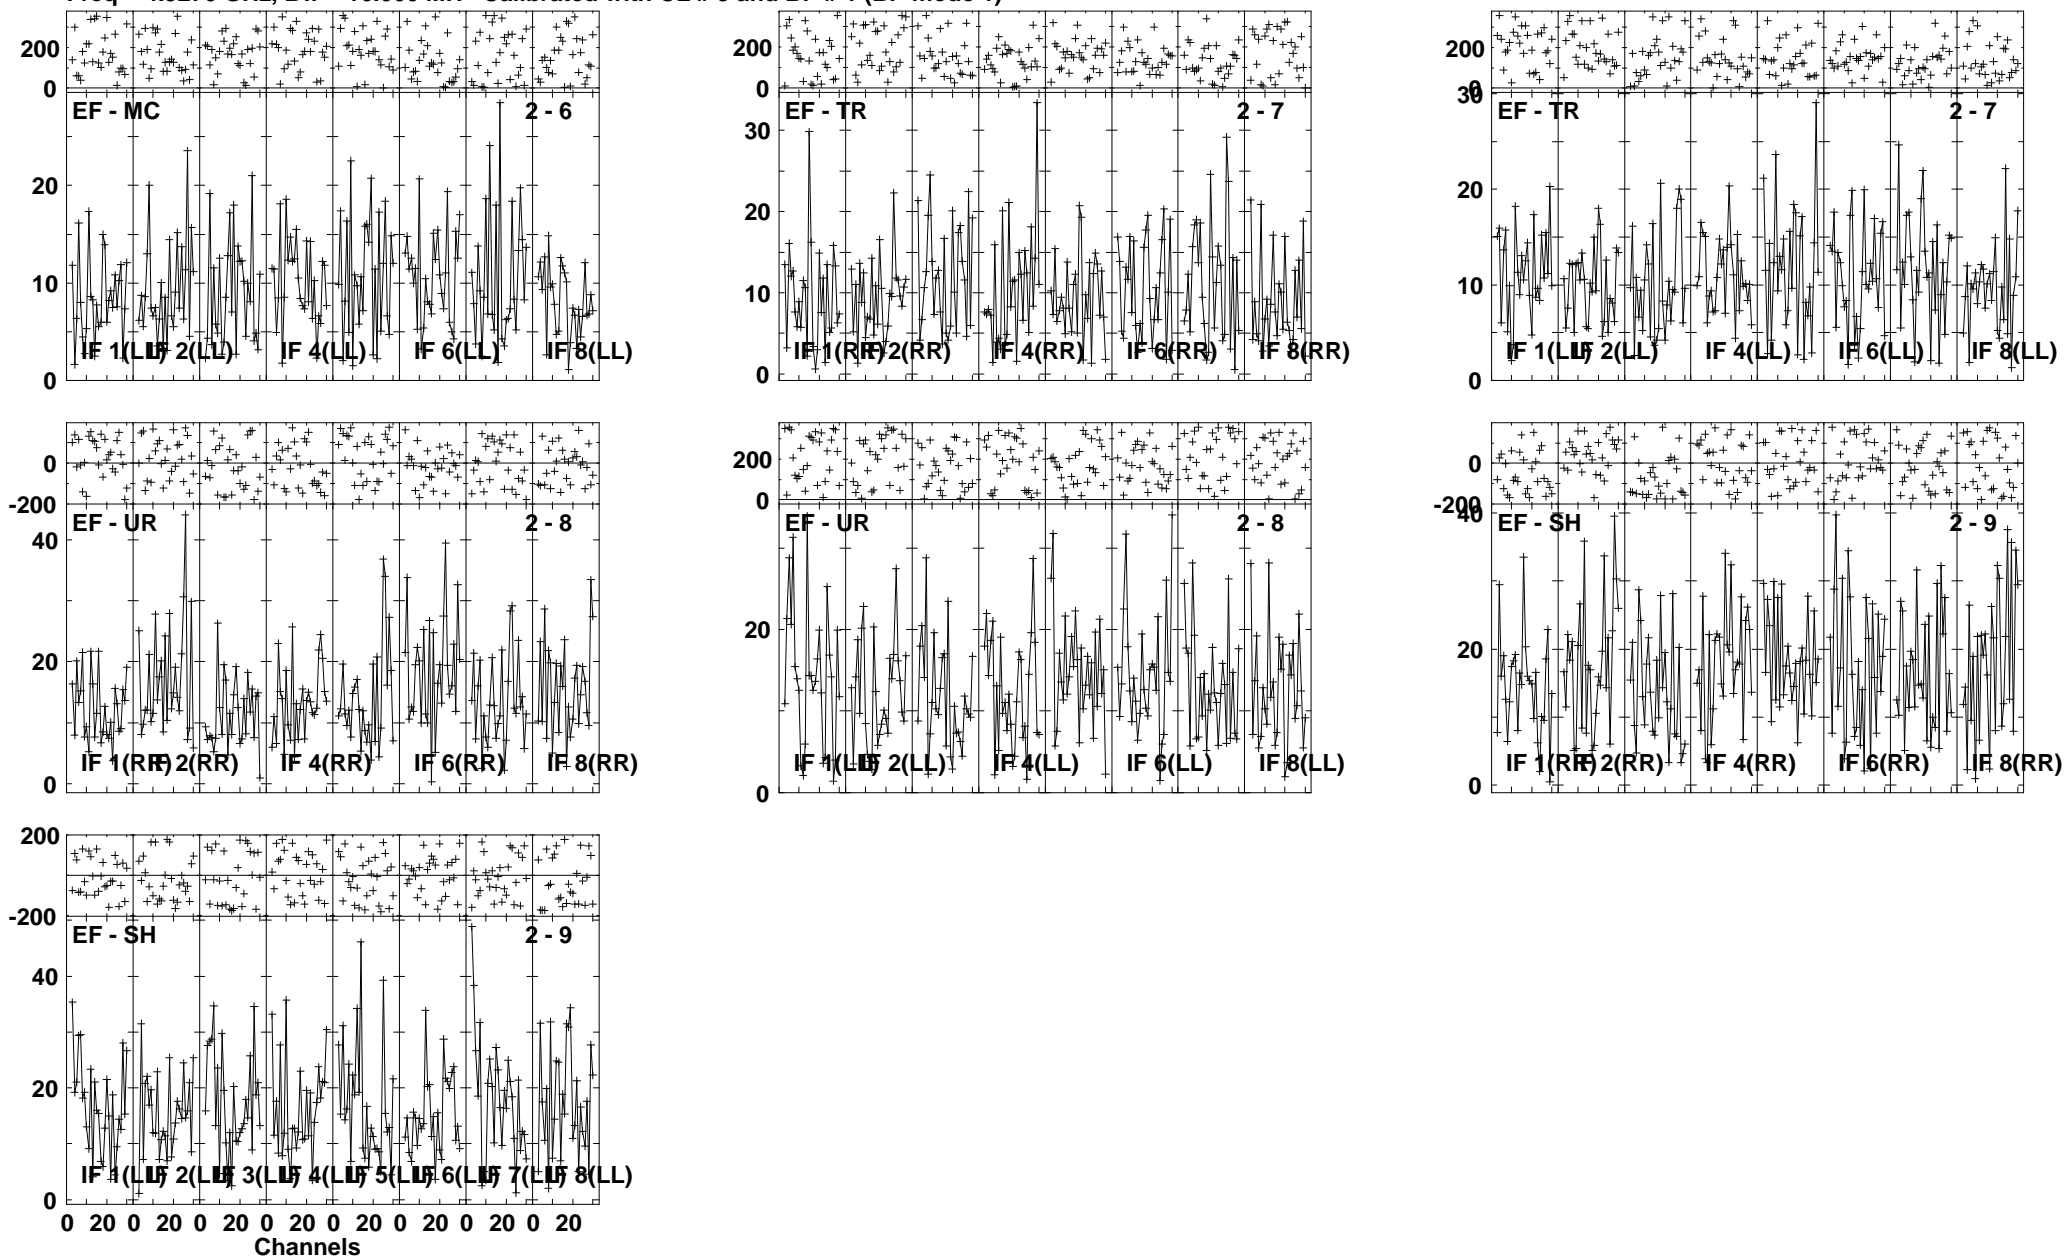 200
0
EF - MC 2 - 6
20
10
0
IF 1(LL) IF 2(LL) IF 4(LL) IF 6(LL) IF 8(LL)
200
0
EF - TR 2 - 7
30
20
10
0
IF 1(RR) IF 2(RR) IF 4(RR) IF 6(RR) IF 8(RR)
200
0
30
EF - TR 2 - 7
20
10
0
IF 1(LL) IF 2(LL) IF 4(LL) IF 6(LL) IF 8(LL)
0
-200
EF - UR 2 - 8
40
20
0
IF 1(RR) IF 2(RR) IF 4(RR) IF 6(RR) IF 8(RR)
200
0
EF - UR 2 - 8
20
0
IF 1(LL) IF 2(LL) IF 4(LL) IF 6(LL) IF 8(LL)
0
-200
40
EF - SH 2 - 9
20
0
IF 1(RR) IF 2(RR) IF 4(RR) IF 6(RR) IF 8(RR)
200
-200
EF - SH 2 - 9
40
20
0
IF 1(LL) IF 2(LL) IF 3(LL) IF 4(LL) IF 5(LL) IF 6(LL) IF 7(LL) IF 8(LL)
0 20 0 20 0 20 0 20 0 20 0 20 0 20 0 20
Channels